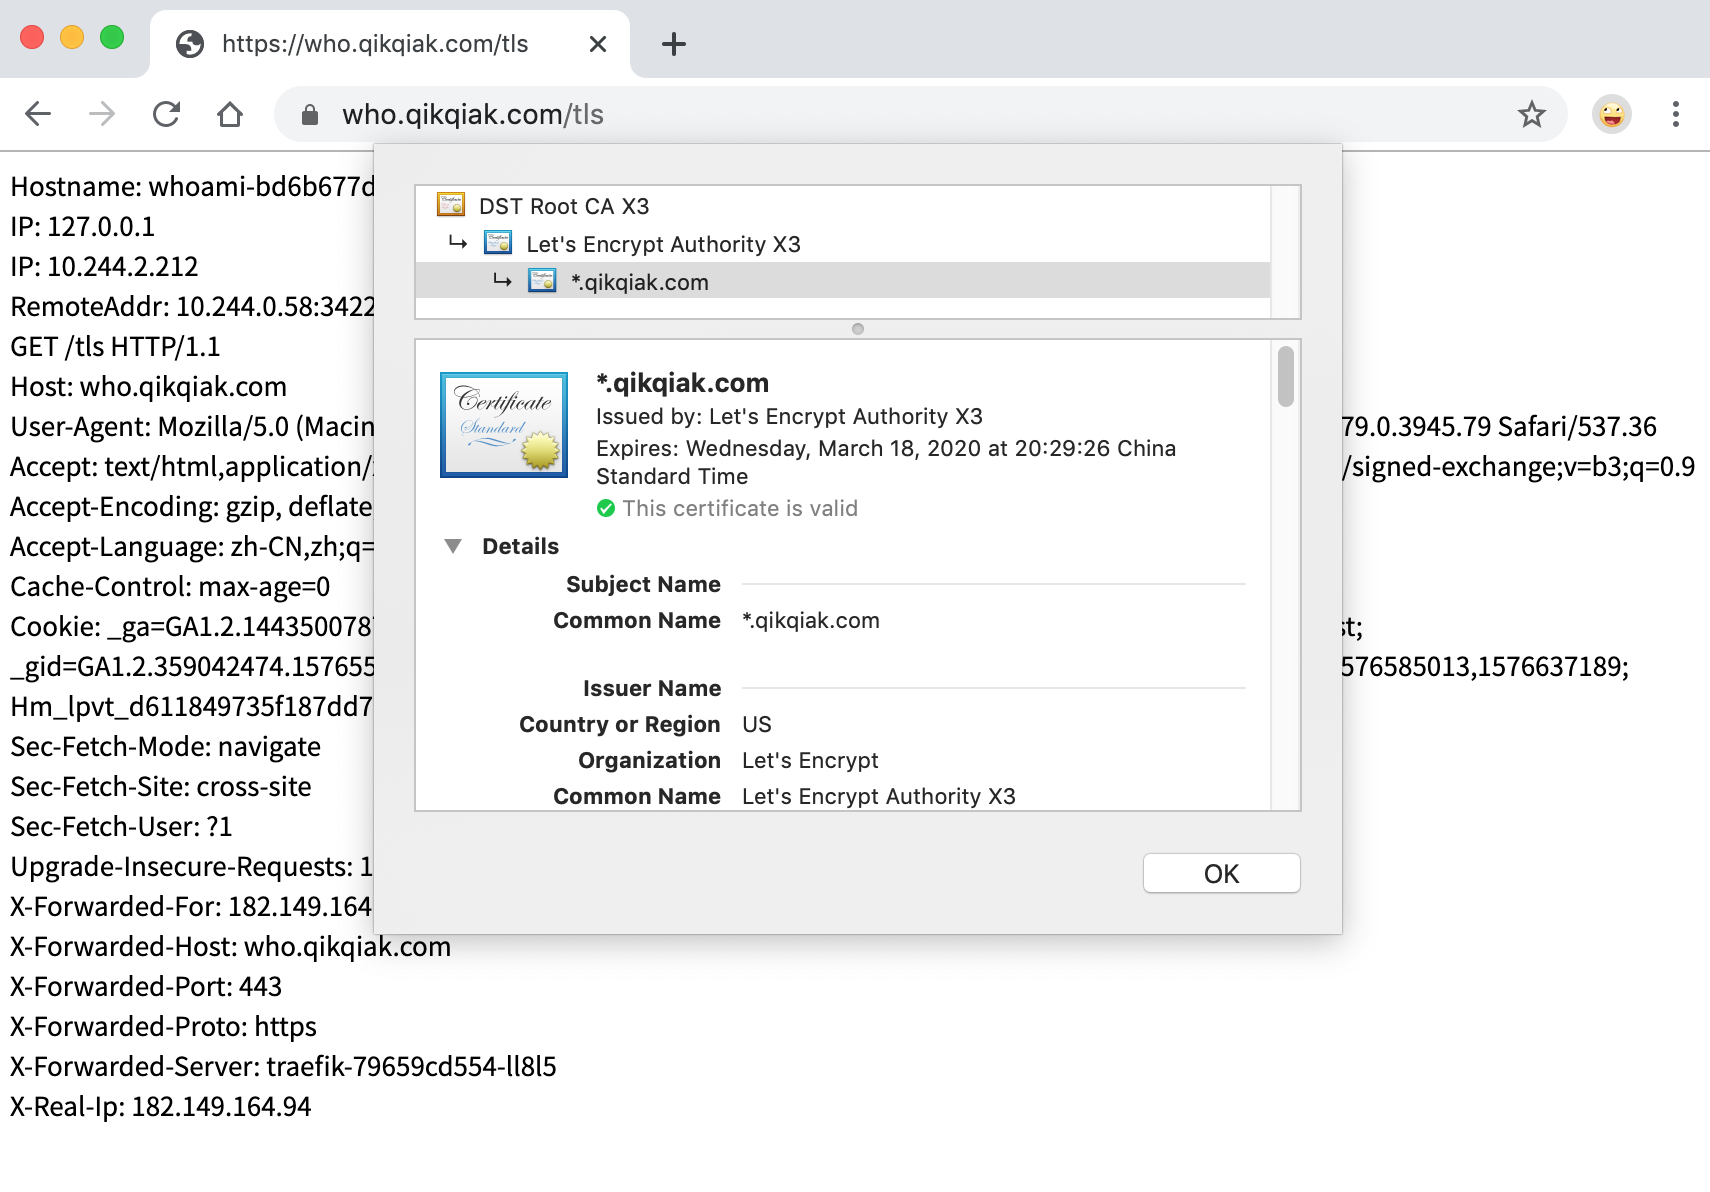 https://who.qikqiak.com/tls
who.qikqiak.com/tls
DST Root CA X3
Let's Encrypt Authority X3
*.qikqiak.com
Certificate
Standard
*.qikqiak.com
Issued by: Let's Encrypt Authority X3
Expires: Wednesday, March 18, 2020 at 20:29:26 China
Standard Time
This certificate is valid
Details
Subject Name
Common Name *.qikqiak.com
Issuer Name
Country or Region US
Organization Let's Encrypt
Common Name Let's Encrypt Authority X3
OK
Hostname: whoami-bd6b677d
IP: 127.0.0.1
IP: 10.244.2.212
RemoteAddr: 10.244.0.58:3422
GET /tls HTTP/1.1
Host: who.qikqiak.com
User-Agent: Mozilla/5.0 (Macin 79.0.3945.79 Safari/537.36
Accept: text/html,application/ /signed-exchange;v=b3;q=0.9
Accept-Encoding: gzip, deflate
Accept-Language: zh-CN,zh;q=
Cache-Control: max-age=0
Cookie: _ga=GA1.2.144350078 st;
_gid=GA1.2.359042474.157655 576585013,1576637189;
Hm_lpvt_d611849735f187dd7
Sec-Fetch-Mode: navigate
Sec-Fetch-Site: cross-site
Sec-Fetch-User: ?1
Upgrade-Insecure-Requests: 1
X-Forwarded-For: 182.149.164
X-Forwarded-Host: who.qikqiak.com
X-Forwarded-Port: 443
X-Forwarded-Proto: https
X-Forwarded-Server: traefik-79659cd554-ll8l5
X-Real-Ip: 182.149.164.94